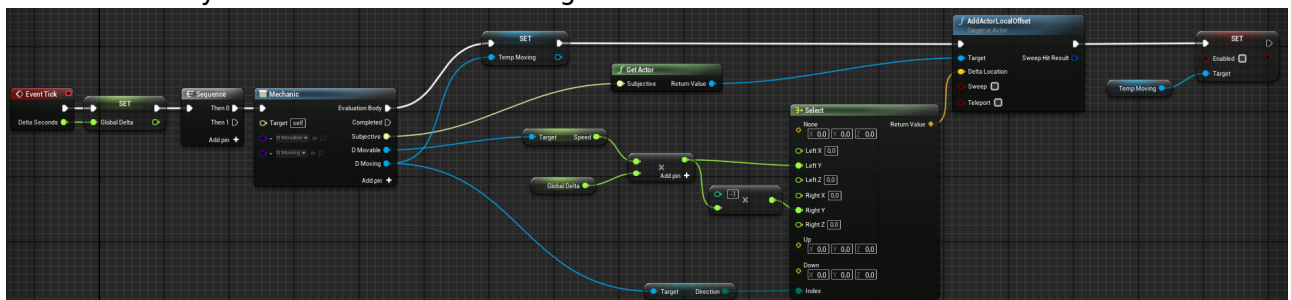 Event Tick
Delta Seconds
SET
Global Delta
Sequence
Then 0
Then 1
Add pin +
Mechanic
Evaluation Body
Target self
Completed
D Movable
Subjective
D Moving
D Movable
D Moving
Add pin +
SET
Temp Moving
Get Actor
Subjective Return Value
Target Speed
Global Delta
X
Add pin +
-1 X
Target Direction
Select
None
Return Value
X 0,0 Y 0,0 Z 0,0
Left X 0,0
Left Y
Left Z 0,0
Right X 0,0
Right Y
Right Z 0,0
Up
X 0,0 Y 0,0 Z 0,0
Down
X 0,0 Y 0,0 Z 0,0
Index
f AddActorLocalOffset
Target is Actor
Target Sweep Hit Result
Delta Location
Sweep
Teleport
Temp Moving
SET
Enabled
Target